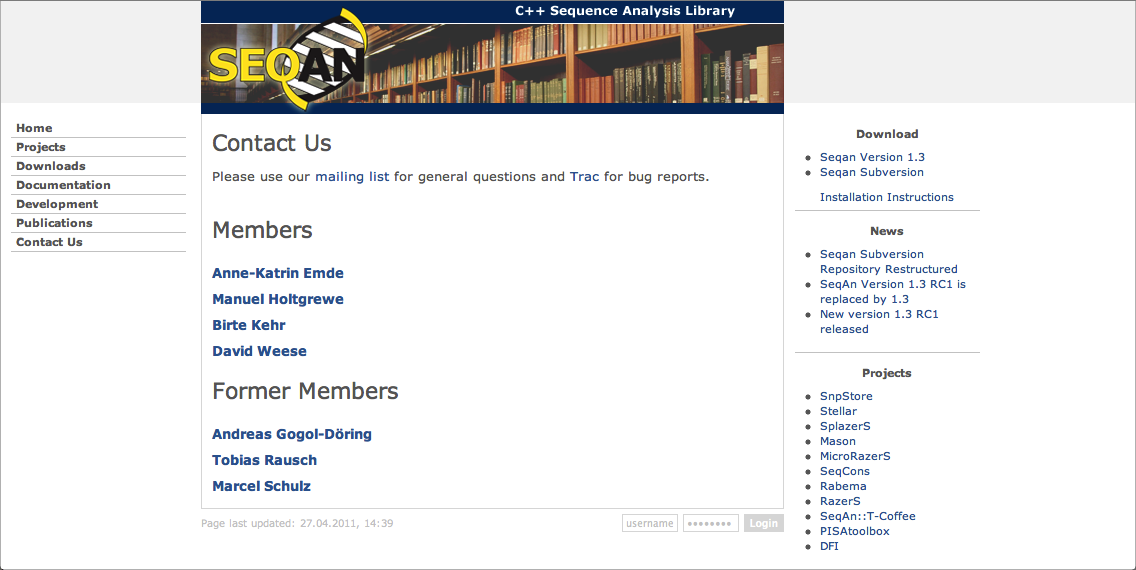 C++ Sequence Analysis Library
SEQAN
Home
Projects
Downloads
Documentation
Development
Publications
Contact Us
Contact Us
Please use our mailing list for general questions and Trac for bug reports.
Members
Anne-Katrin Emde
Manuel Holtgrewe
Birte Kehr
David Weese
Former Members
Andreas Gogol-Döring
Tobias Rausch
Marcel Schulz
Page last updated: 27.04.2011, 14:39
username
••••••••
Login
Download
Seqan Version 1.3
Seqan Subversion
Installation Instructions
News
Seqan Subversion
Repository Restructured
SeqAn Version 1.3 RC1 is
replaced by 1.3
New version 1.3 RC1
released
Projects
SnpStore
Stellar
SplazerS
Mason
MicroRazerS
SeqCons
Rabema
RazerS
SeqAn::T-Coffee
PISAtoolbox
DFI